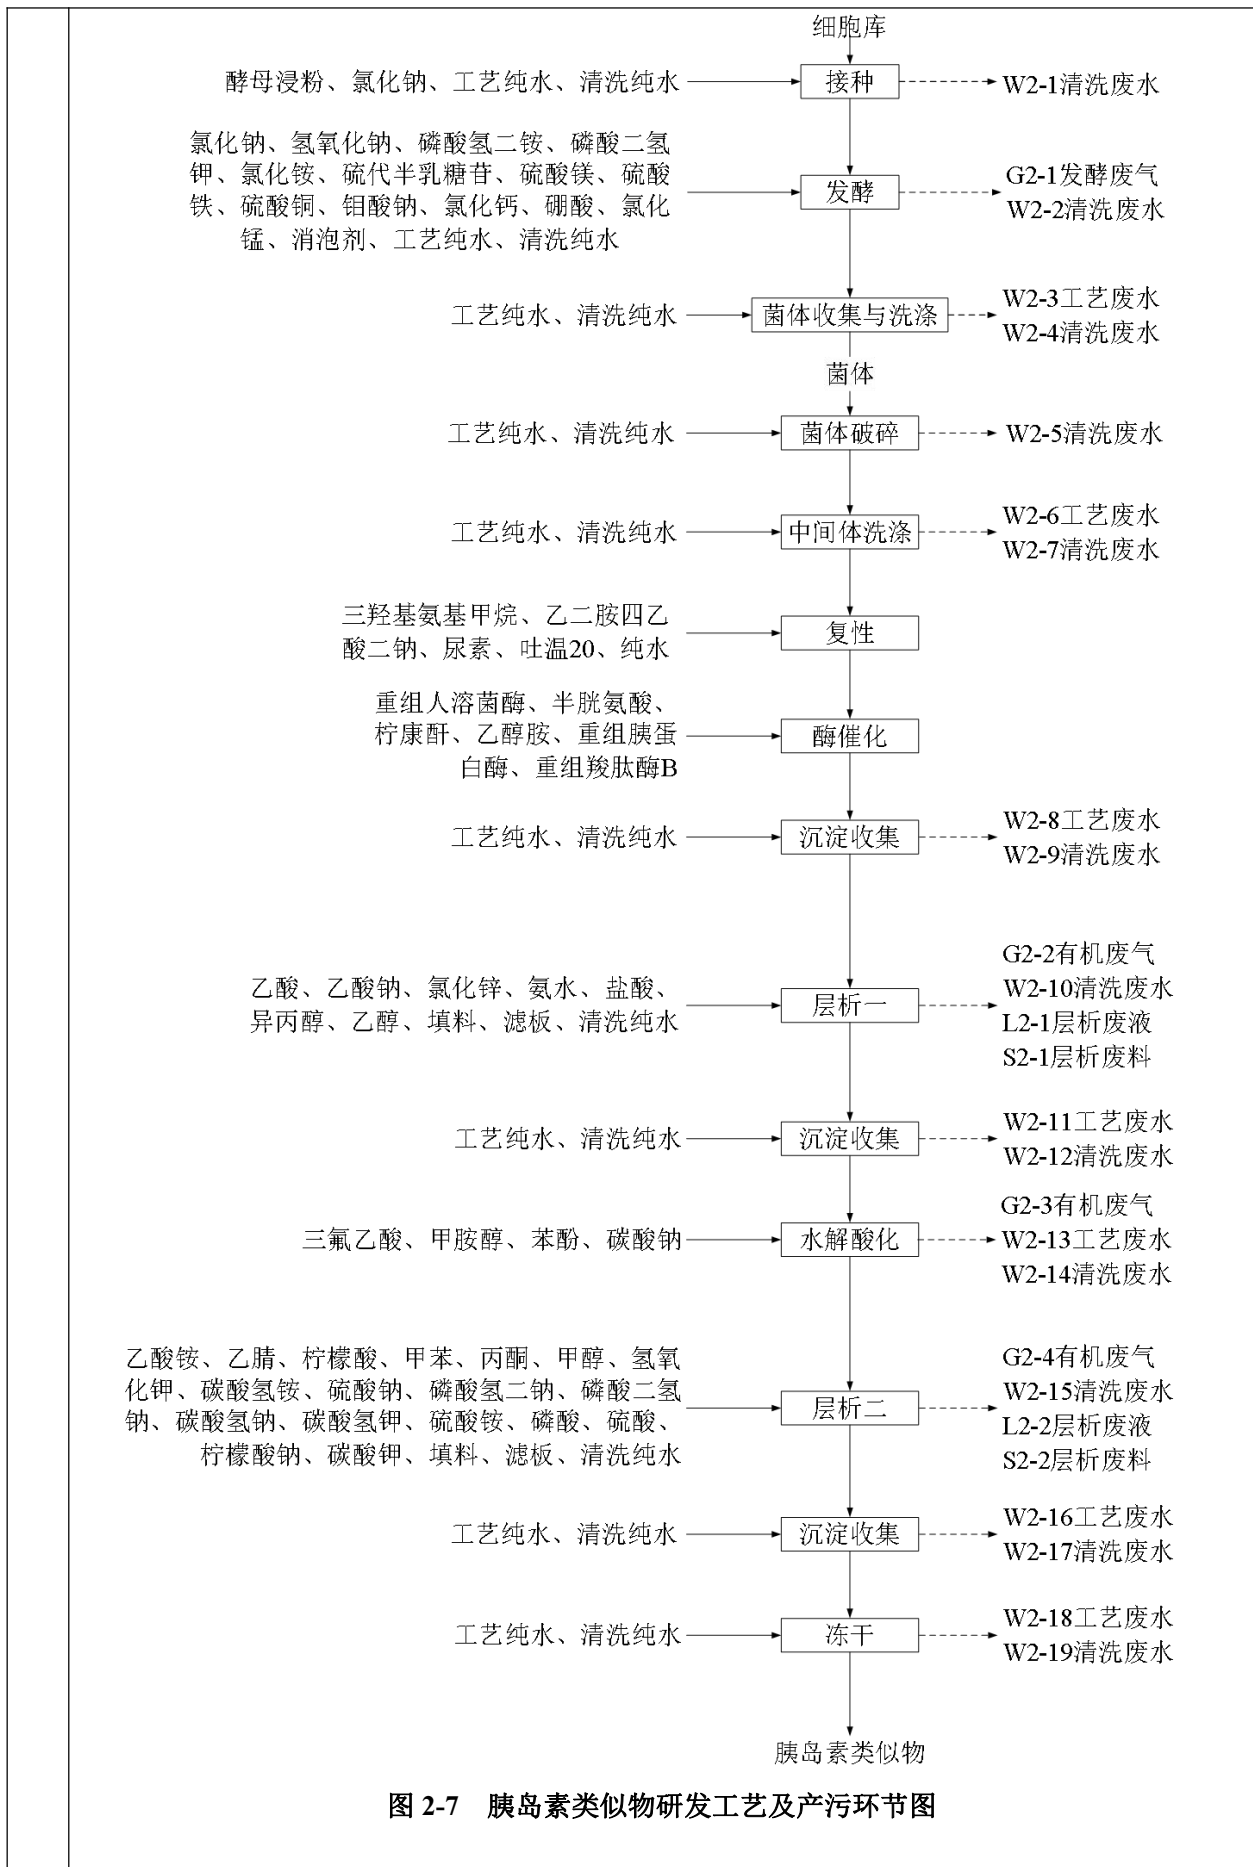 细胞库
酵母浸粉、氯化钠、工艺纯水、清洗纯水
接种
W2-1清洗废水
氯化钠、氢氧化钠、磷酸氢二铵、磷酸二氢
钾、氯化铵、硫代半乳糖苷、硫酸镁、硫酸
铁、硫酸铜、钼酸钠、氯化钙、硼酸、氯化
锰、消泡剂、工艺纯水、清洗纯水
发酵
G2-1发酵废气
W2-2清洗废水
工艺纯水、清洗纯水
菌体收集与洗涤
W2-3工艺废水
W2-4清洗废水
菌体
工艺纯水、清洗纯水
菌体破碎
W2-5清洗废水
工艺纯水、清洗纯水
中间体洗涤
W2-6工艺废水
W2-7清洗废水
三羟基氨基甲烷、乙二胺四乙
酸二钠、尿素、吐温20、纯水
复性
重组人溶菌酶、半胱氨酸、
柠康酐、乙醇胺、重组胰蛋
白酶、重组羧肽酶B
酶催化
工艺纯水、清洗纯水
沉淀收集
W2-8工艺废水
W2-9清洗废水
乙酸、乙酸钠、氯化锌、氨水、盐酸、
异丙醇、乙醇、填料、滤板、清洗纯水
层析一
G2-2有机废气
W2-10清洗废水
L2-1层析废液
S2-1层析废料
工艺纯水、清洗纯水
沉淀收集
W2-11工艺废水
W2-12清洗废水
三氟乙酸、甲胺醇、苯酚、碳酸钠
水解酸化
G2-3有机废气
W2-13工艺废水
W2-14清洗废水
乙酸铵、乙腈、柠檬酸、甲苯、丙酮、甲醇、氢氧
化钾、碳酸氢铵、硫酸钠、磷酸氢二钠、磷酸二氢
钠、碳酸氢钠、碳酸氢钾、硫酸铵、磷酸、硫酸、
柠檬酸钠、碳酸钾、填料、滤板、清洗纯水
层析二
G2-4有机废气
W2-15清洗废水
L2-2层析废液
S2-2层析废料
工艺纯水、清洗纯水
沉淀收集
W2-16工艺废水
W2-17清洗废水
工艺纯水、清洗纯水
冻干
W2-18工艺废水
W2-19清洗废水
胰岛素类似物
图 2-7 胰岛素类似物研发工艺及产污环节图